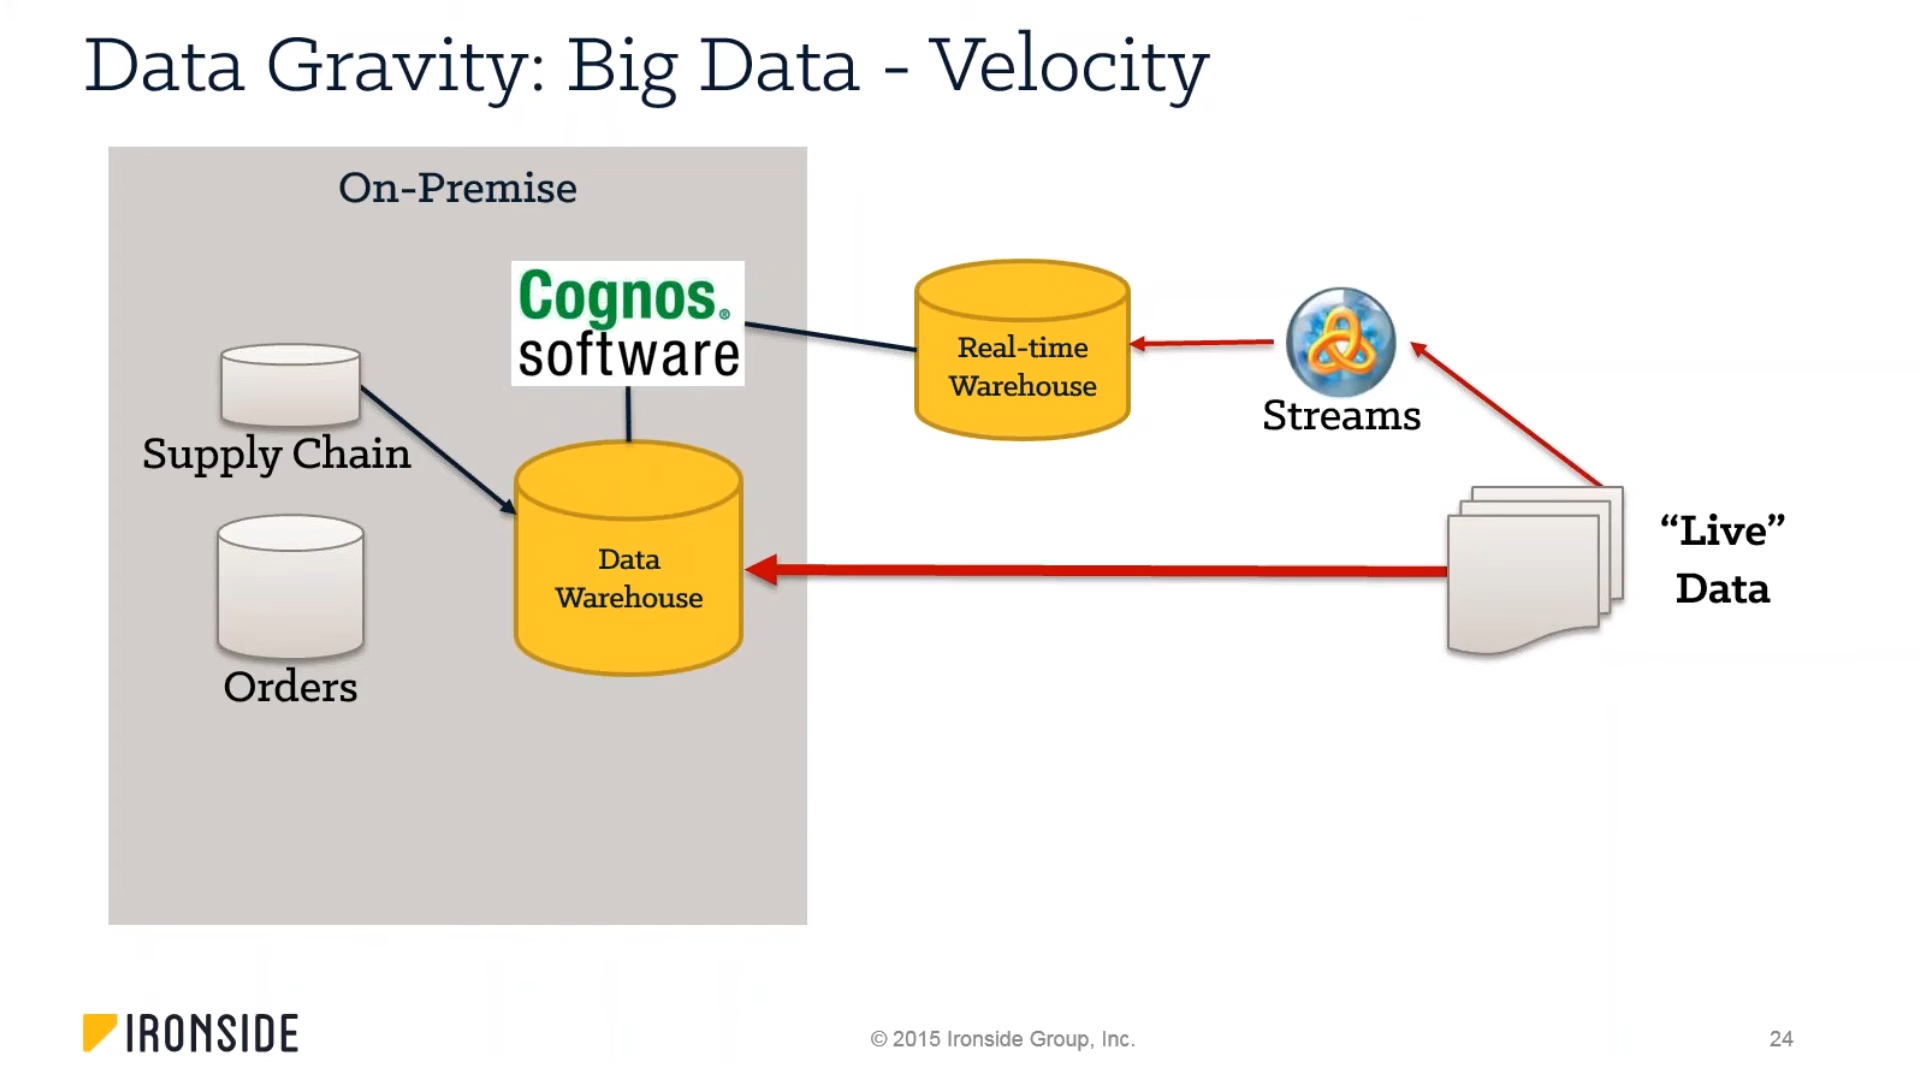 Data Gravity: Big Data - Velocity
On-Premise
Cognos®
software
Supply Chain
Orders
Data
Warehouse
Real-time
Warehouse
Streams
“Live”
Data
IRONSIDE
© 2015 Ironside Group, Inc.
24